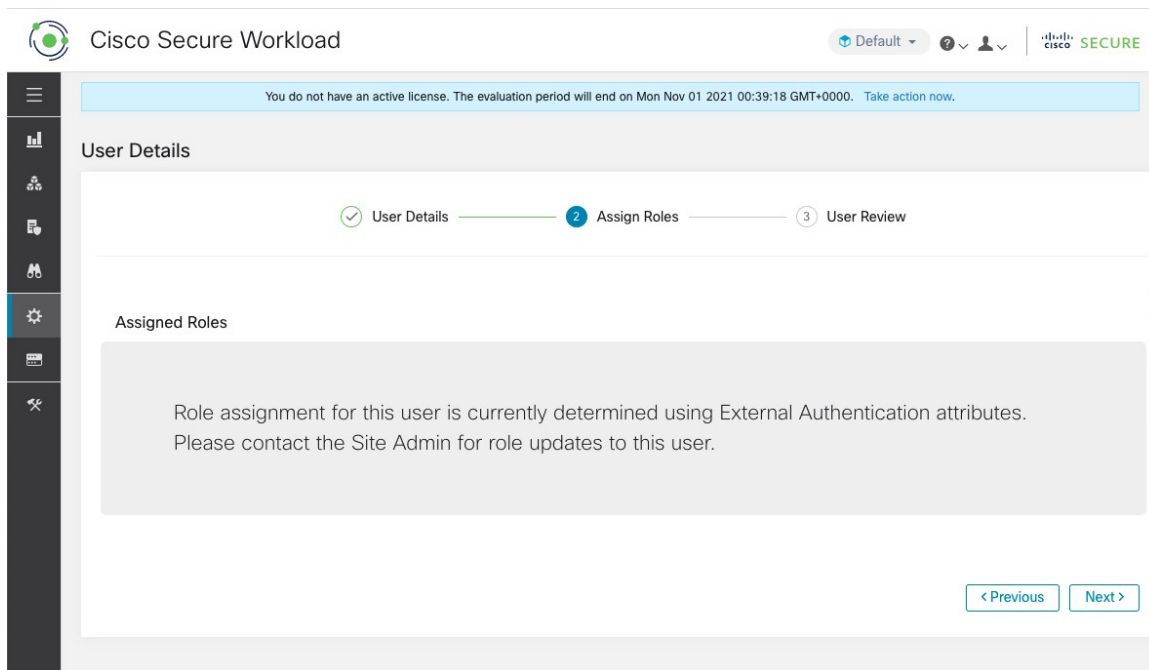 Cisco Secure Workload
Default
CISCO SECURE
You do not have an active license. The evaluation period will end on Mon Nov 01 2021 00:39:18 GMT+0000. Take action now.
User Details
User Details
2 Assign Roles
3 User Review
Assigned Roles
Role assignment for this user is currently determined using External Authentication attributes.
Please contact the Site Admin for role updates to this user.
< Previous
Next >